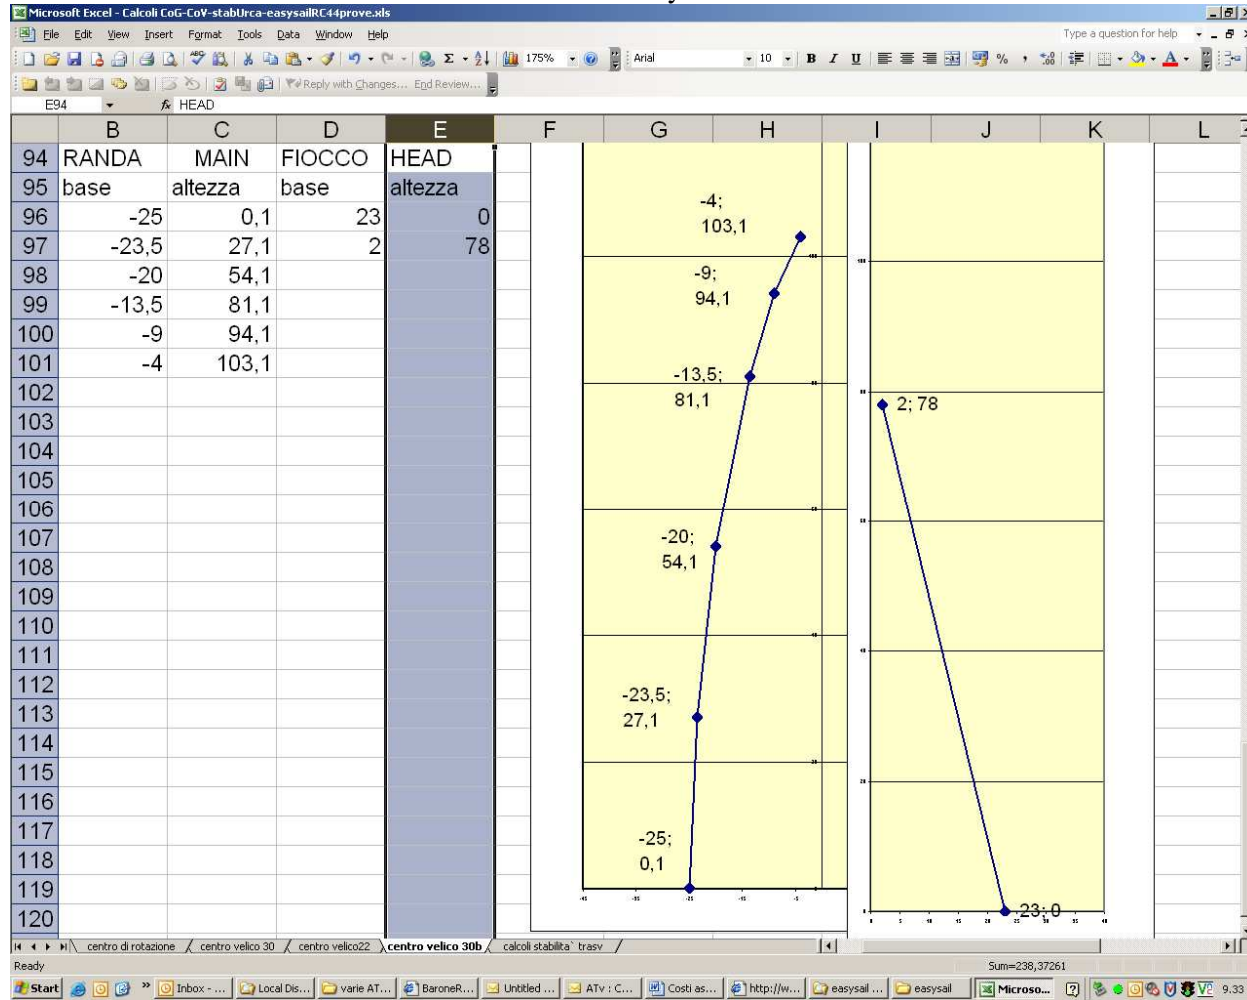 Microsoft Excel - Calcoli CoG-CoV-stabUrca-easysailRC44prove.xls
File Edit View Insert Format Tools Data Window Help Type a question for help
175% Arial 10 B I U % ,
Reply with Changes... End Review...
E94 fx HEAD
B C D E F G H I J K L
94 RANDA MAIN FIOCCO HEAD
95 base altezza base altezza
96 -25 0,1 23 0
97 -23,5 27,1 2 78
98 -20 54,1
99 -13,5 81,1
100 -9 94,1
101 -4 103,1
102
103
104
105
106
107
108
109
110
111
112
113
114
115
116
117
118
119
120
-4;
103,1
-9;
94,1
-13,5;
81,1
-20;
54,1
-23,5;
27,1
-25;
0,1
2; 78
23; 0
centro di rotazione centro velico 30 centro velico22 centro velico 30b calcoli stabilita` trasv
Ready Sum=238,37261
Start Inbox - ... Local Dis... varie AT... BaroneR... Untitled ... ATv : C... Costi as... http://w... easysail ... easysail Microso... 9.33